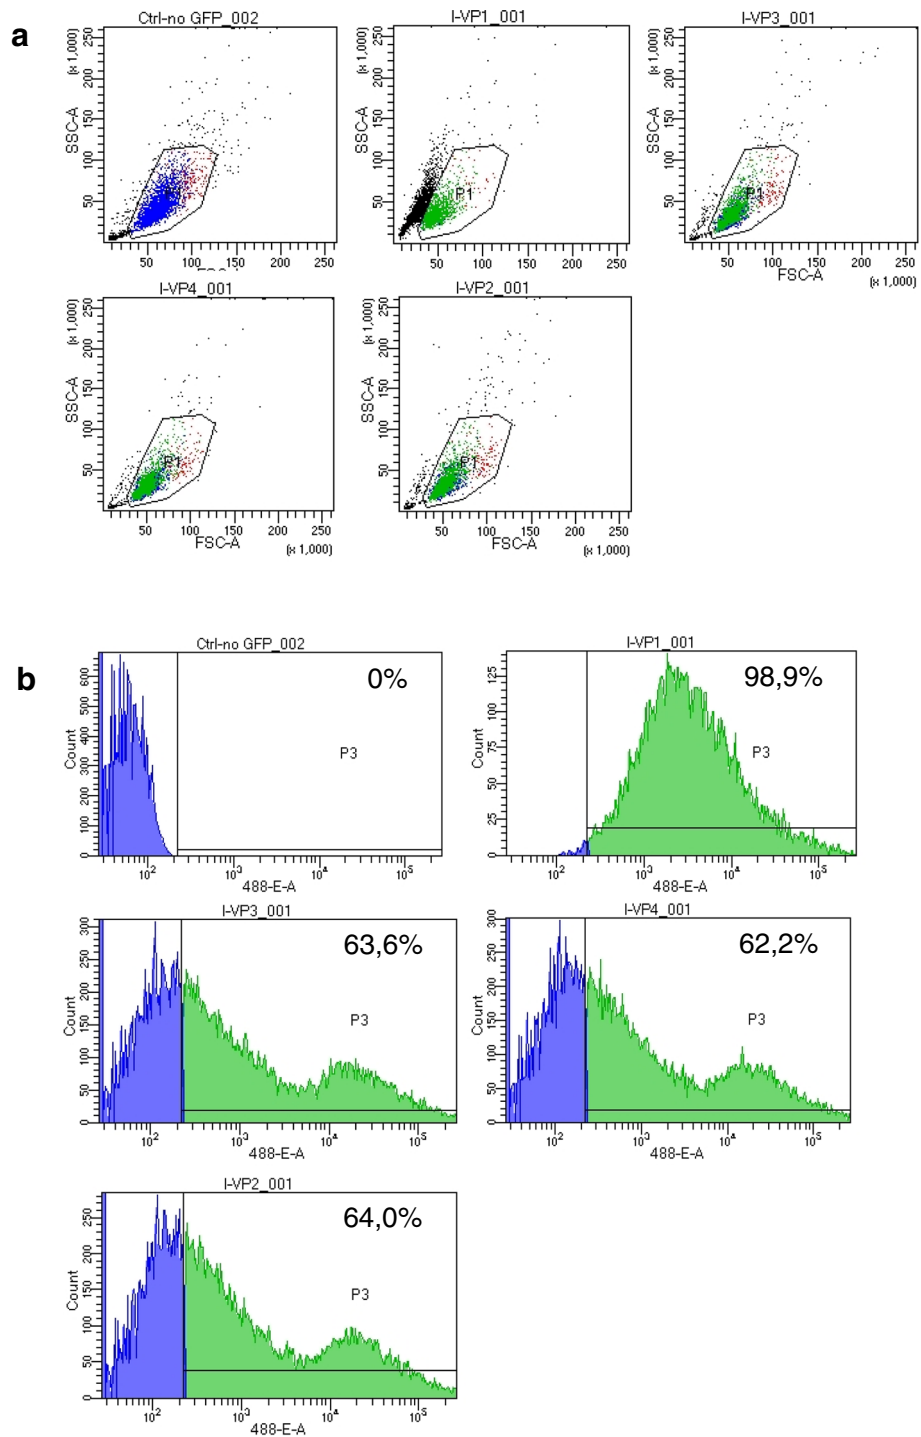 a
Ctrl-no GFP_002
I-VP1_001
I-VP3_001
(x 1,000)
(x 1,000)
(x 1,000)
SSC-A
SSC-A
SSC-A
50 100 150 200 250
50 100 150 200 250
50 100 150 200 250
P1
P1
P1
50 100 150 200 250
50 100 150 200 250
50 100 150 200 250
FSC-A
(x 1,000)
I-VP4_001
I-VP2_001
(x 1,000)
(x 1,000)
SSC-A
SSC-A
50 100 150 200 250
50 100 150 200 250
P1
P1
50 100 150 200 250
50 100 150 200 250
FSC-A
FSC-A
(x 1,000)
(x 1,000)
b
Ctrl-no GFP_002
I-VP1_001
0%
98,9%
Count
Count
0 100 200 300 400 500 600
0 25 50 75 100 125
P3
P3
10² 10³ 10⁴ 10⁵
10² 10³ 10⁴ 10⁵
488-E-A
488-E-A
I-VP3_001
I-VP4_001
63,6%
62,2%
Count
Count
0 50 100 150 200 250 300
0 50 100 150 200 250 300
P3
P3
10² 10³ 10⁴ 10⁵
10² 10³ 10⁴ 10⁵
488-E-A
488-E-A
I-VP2_001
64,0%
Count
0 50 100 150 200 250
P3
10² 10³ 10⁴ 10⁵
488-E-A